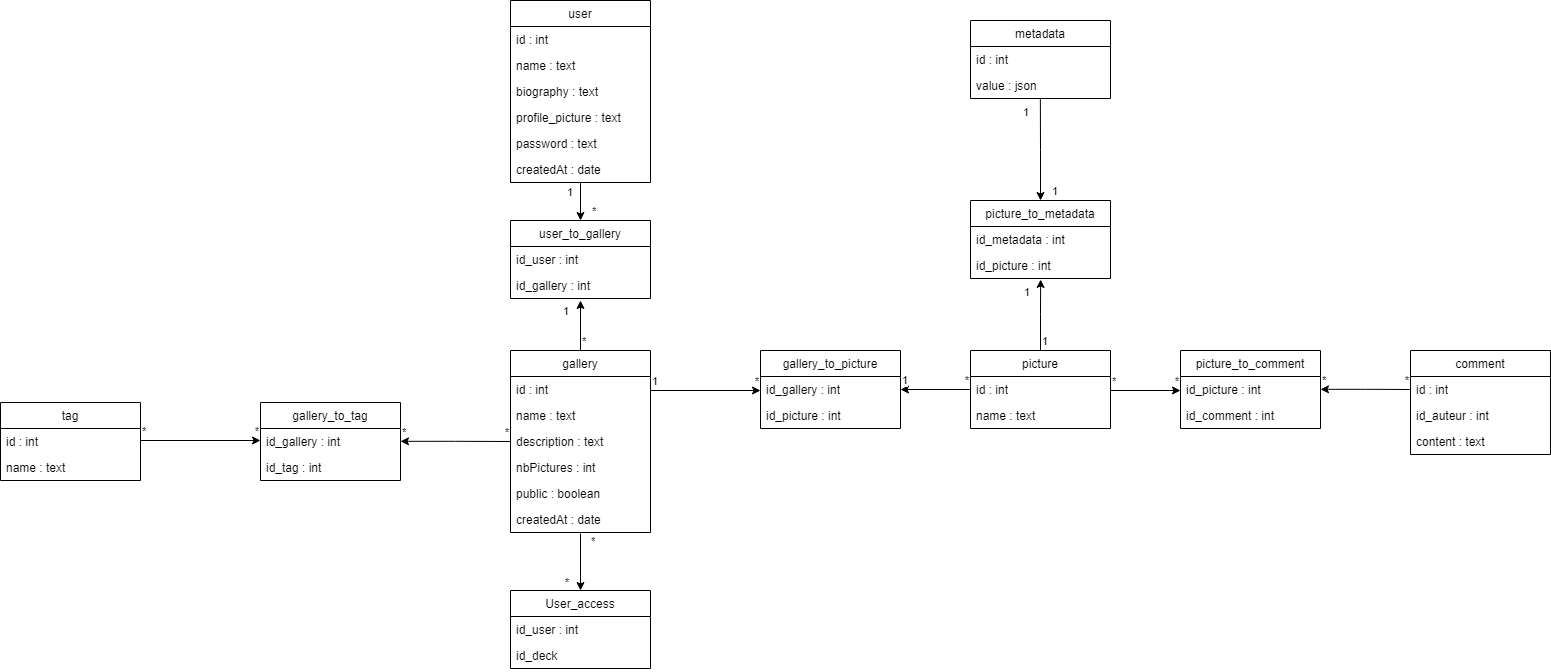 user
id : int
name : text
biography : text
profile_picture : text
password : text
createdAt : date
1
*
user_to_gallery
id_user : int
id_gallery : int
1
*
metadata
id : int
value : json
1
1
picture_to_metadata
id_metadata : int
id_picture : int
1
1
tag
id : int
name : text
*
*
gallery_to_tag
id_gallery : int
id_tag : int
*
*
gallery
id : int
name : text
description : text
nbPictures : int
public : boolean
createdAt : date
1
*
gallery_to_picture
id_gallery : int
id_picture : int
1
*
picture
id : int
name : text
*
*
picture_to_comment
id_picture : int
id_comment : int
*
*
comment
id : int
id_auteur : int
content : text
*
*
User_access
id_user : int
id_deck